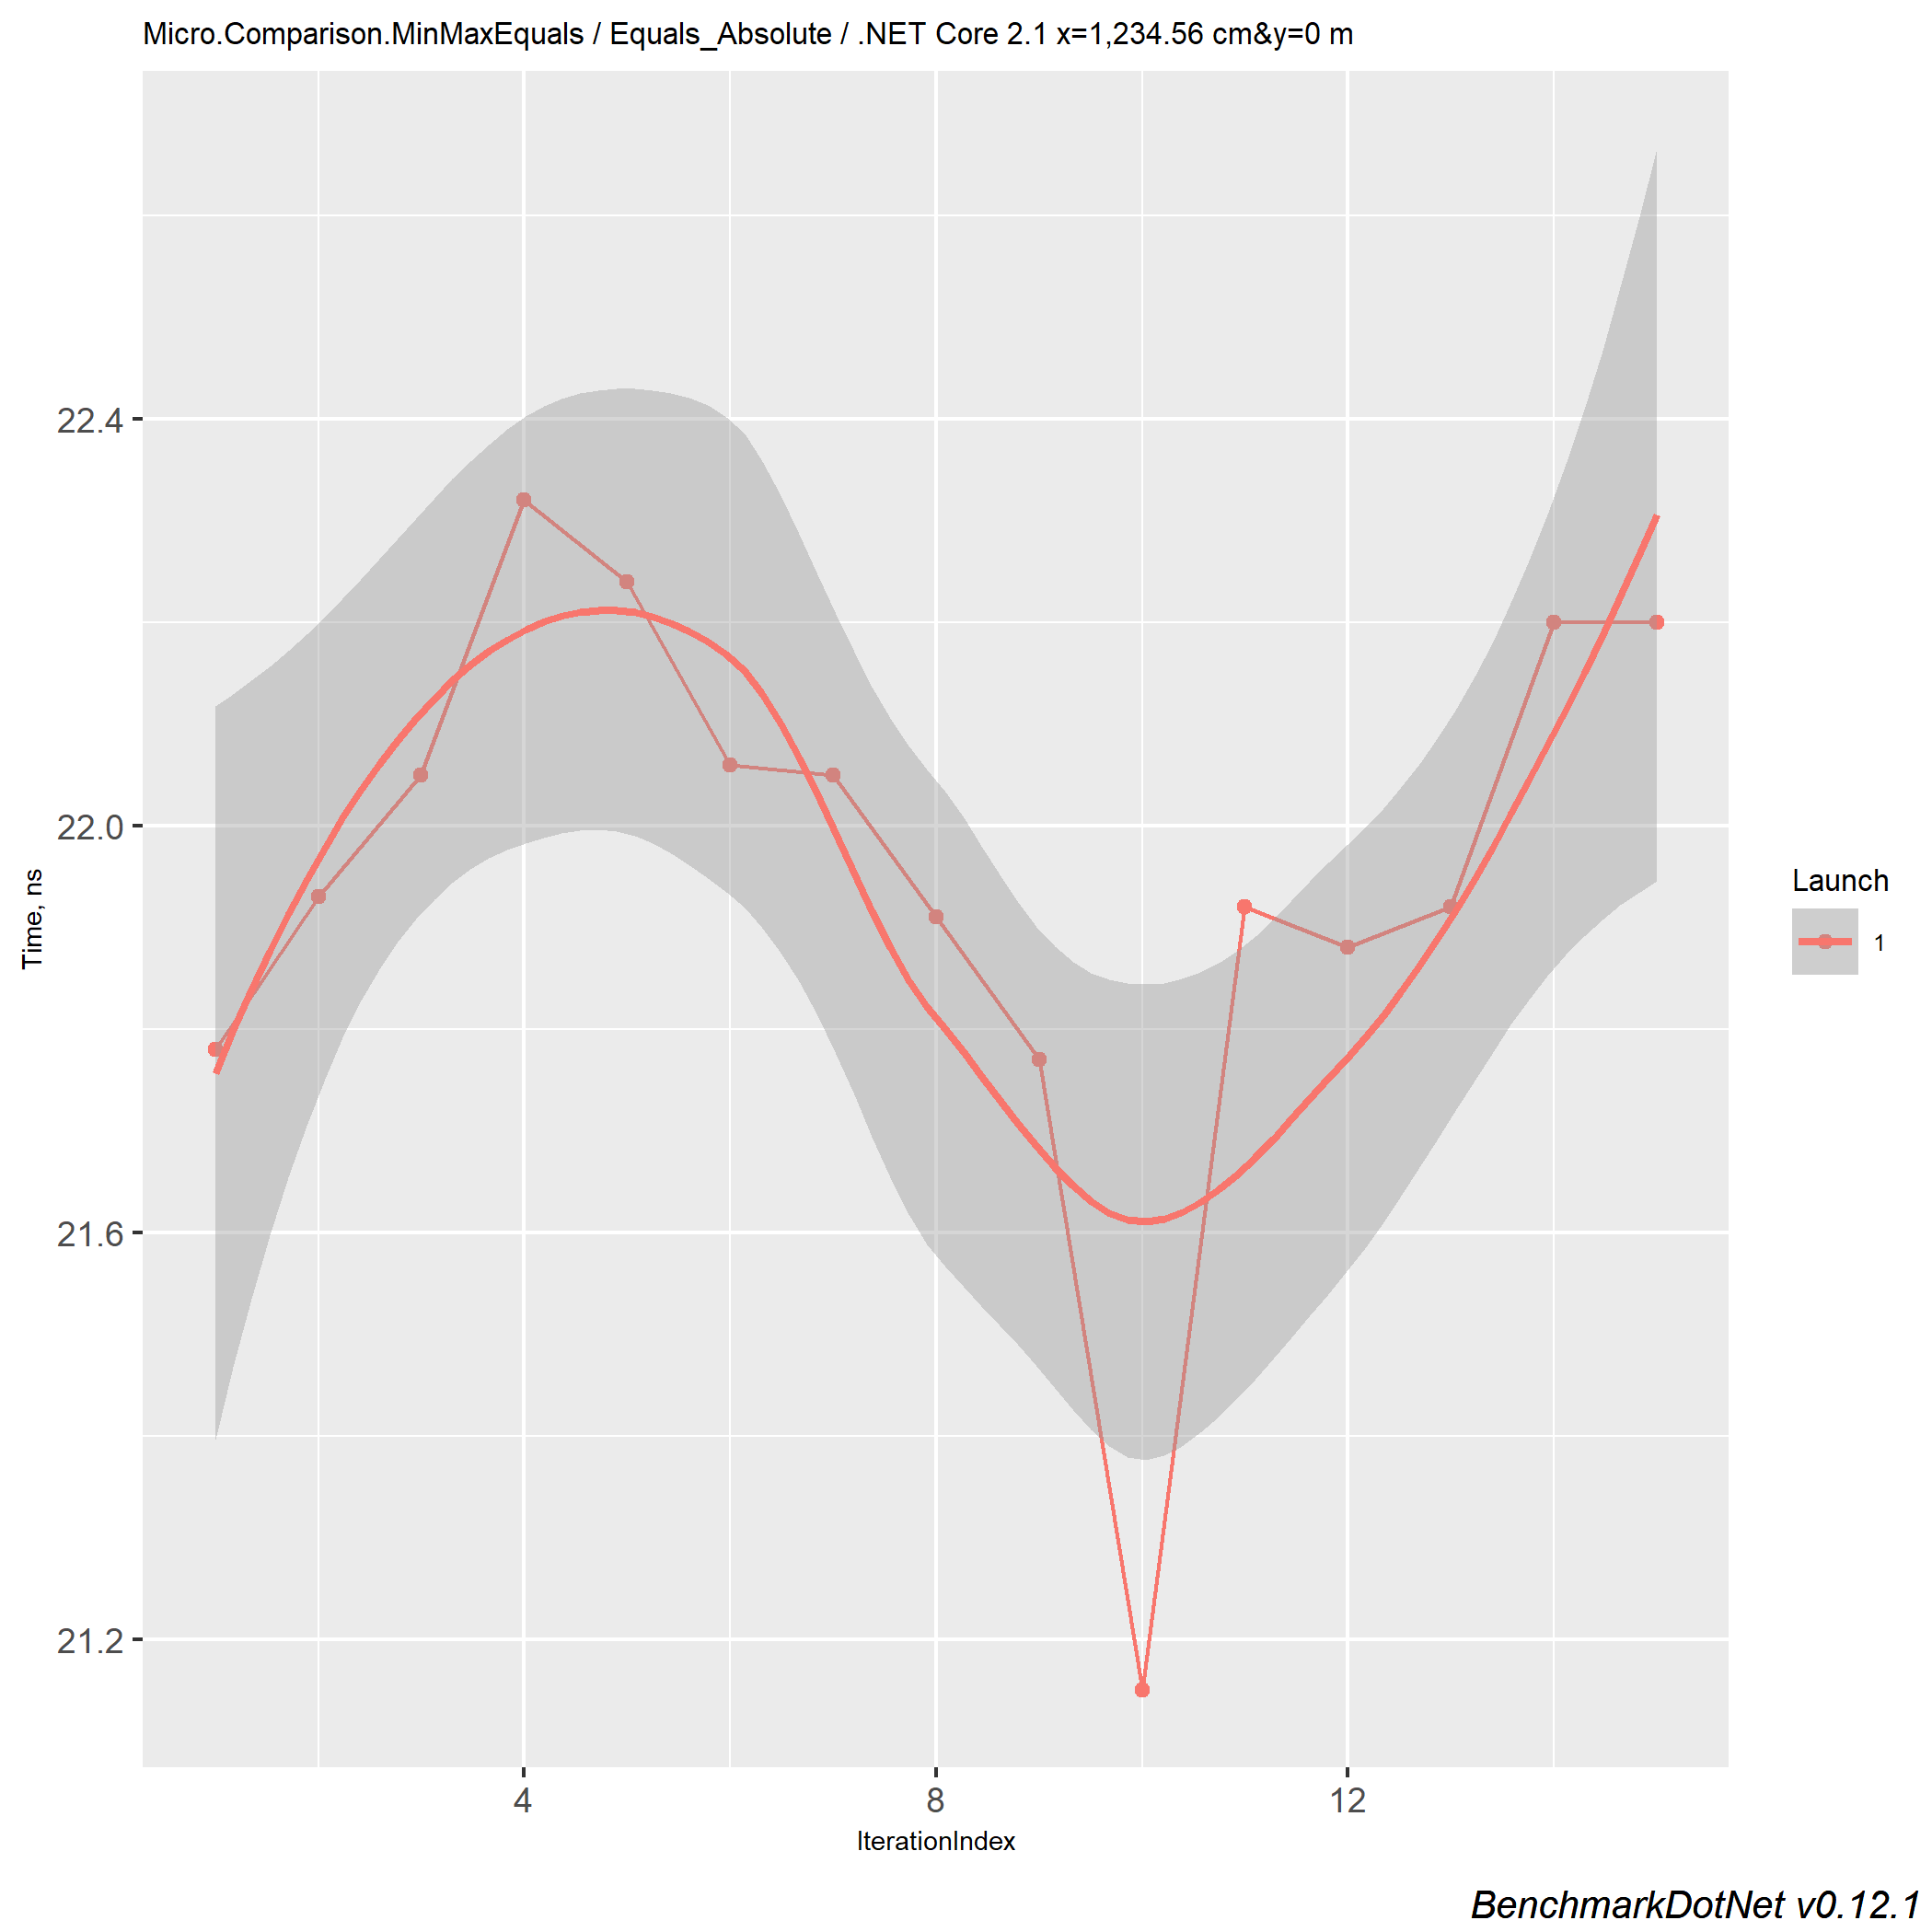 Micro.Comparison.MinMaxEquals / Equals_Absolute / .NET Core 2.1 x=1,234.56 cm&y=0 m
22.4
22.0
21.6
21.2
Time, ns
4 8 12
IterationIndex
Launch
1
BenchmarkDotNet v0.12.1